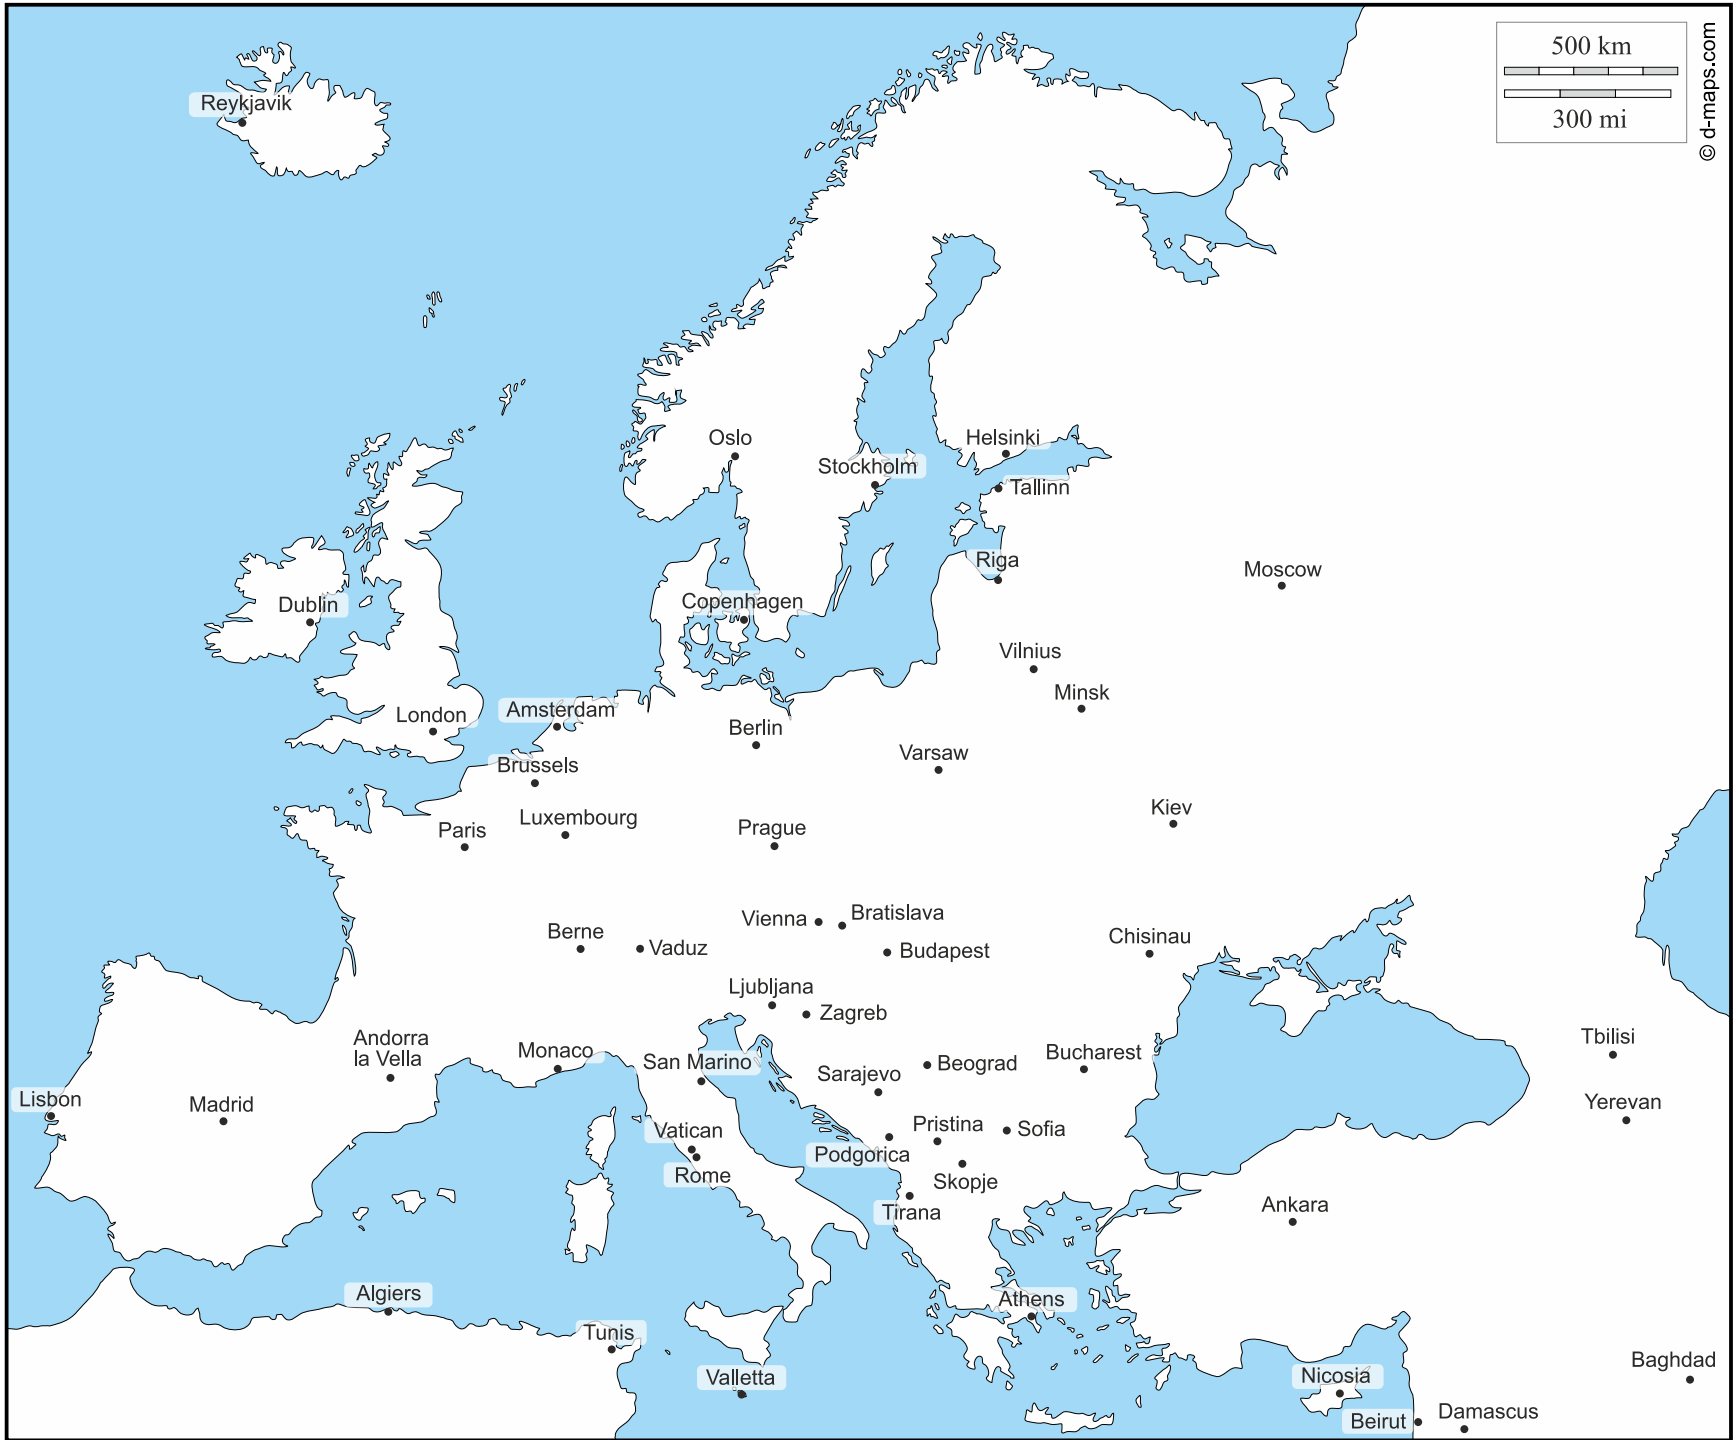 500 km
300 mi
© d-maps.com
Reykjavik
Oslo
Helsinki
Stockholm
Tallinn
Riga
Moscow
Copenhagen
Dublin
Vilnius
Minsk
Amsterdam
London
Berlin
Varsaw
Brussels
Kiev
Luxembourg
Paris
Prague
Vienna
Bratislava
Berne
Vaduz
Budapest
Chisinau
Ljubljana
Zagreb
Andorra
la Vella
Monaco
San Marino
Beograd
Bucharest
Tbilisi
Sarajevo
Lisbon
Madrid
Yerevan
Vatican
Pristina
Sofia
Podgorica
Rome
Skopje
Tirana
Ankara
Algiers
Athens
Tunis
Valletta
Nicosia
Baghdad
Beirut
Damascus